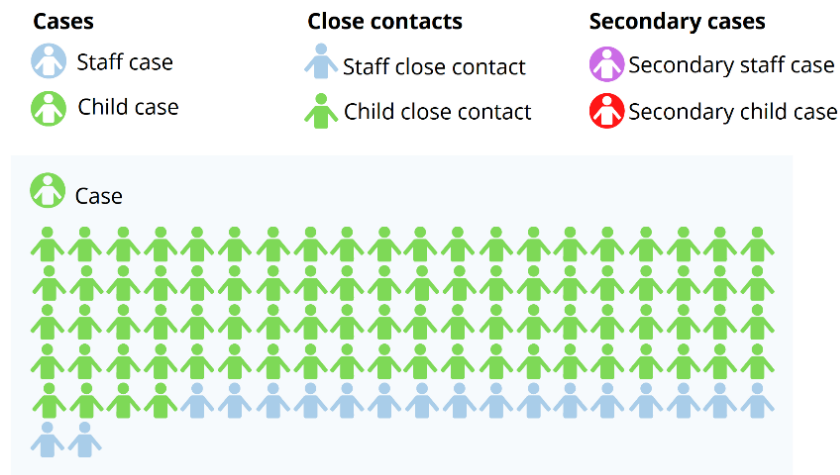 Cases
Close contacts
Secondary cases
Staff case
Staff close contact
Secondary staff case
Child case
Child close contact
Secondary child case
Case